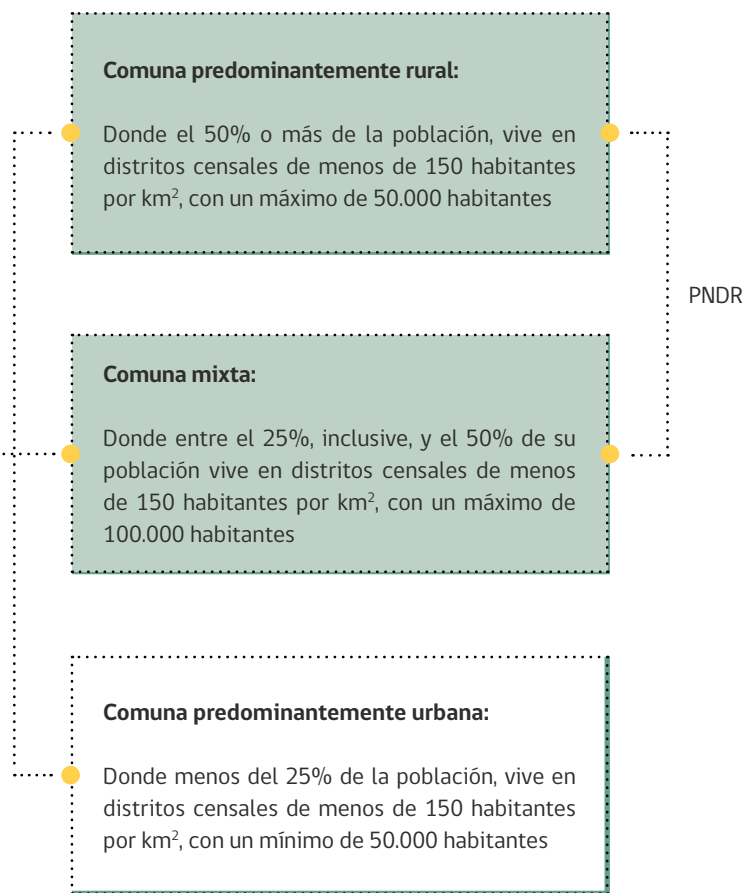 Comuna predominantemente rural:
Donde el 50% o más de la población, vive en
distritos censales de menos de 150 habitantes
por km², con un máximo de 50.000 habitantes
PNDR
Comuna mixta:
Donde entre el 25%, inclusive, y el 50% de su
población vive en distritos censales de menos
de 150 habitantes por km², con un máximo de
100.000 habitantes
Comuna predominantemente urbana:
Donde menos del 25% de la población, vive en
distritos censales de menos de 150 habitantes
por km², con un mínimo de 50.000 habitantes